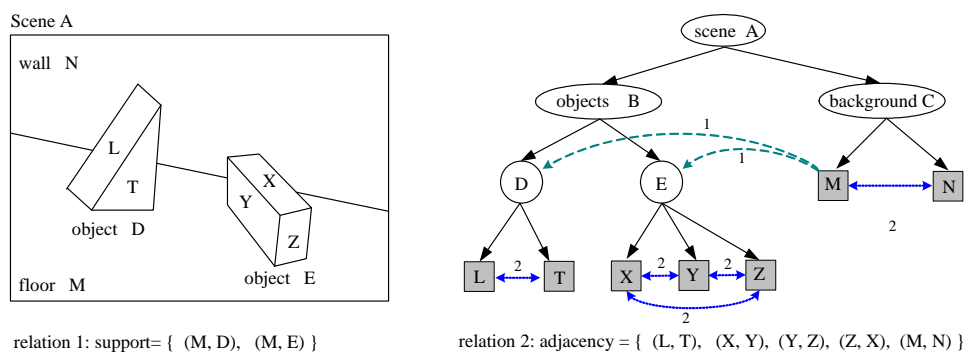 Scene A
wall N
L
T
object D
X
Y
Z
object E
floor M
relation 1: support= { (M, D), (M, E) }
scene A
objects B
background C
1
1
D
E
M
N
2
L
2
T
X
2
Y
2
Z
2
relation 2: adjacency = { (L, T), (X, Y), (Y, Z), (Z, X), (M, N) }